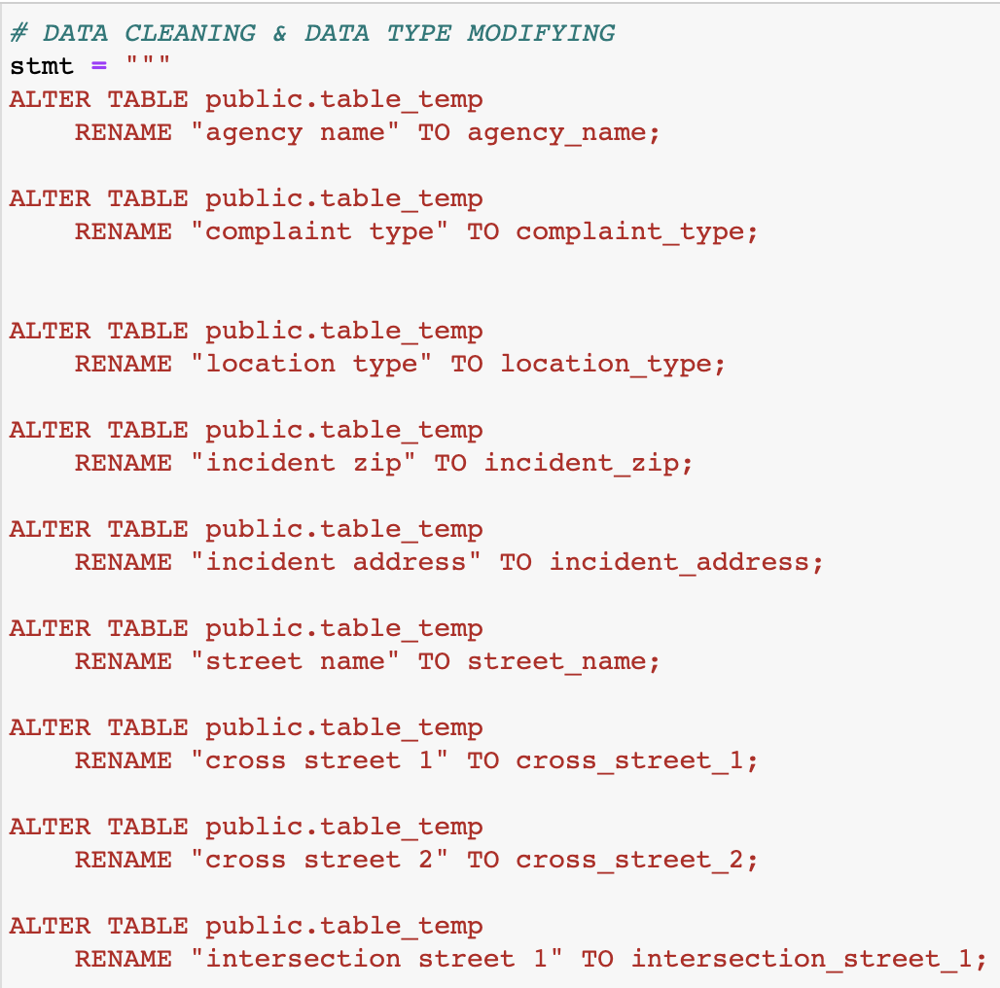 # DATA CLEANING & DATA TYPE MODIFYING
stmt = """
ALTER TABLE public.table_temp
    RENAME "agency name" TO agency_name;

ALTER TABLE public.table_temp
    RENAME "complaint type" TO complaint_type;


ALTER TABLE public.table_temp
    RENAME "location type" TO location_type;

ALTER TABLE public.table_temp
    RENAME "incident zip" TO incident_zip;

ALTER TABLE public.table_temp
    RENAME "incident address" TO incident_address;

ALTER TABLE public.table_temp
    RENAME "street name" TO street_name;

ALTER TABLE public.table_temp
    RENAME "cross street 1" TO cross_street_1;

ALTER TABLE public.table_temp
    RENAME "cross street 2" TO cross_street_2;

ALTER TABLE public.table_temp
    RENAME "intersection street 1" TO intersection_street_1;